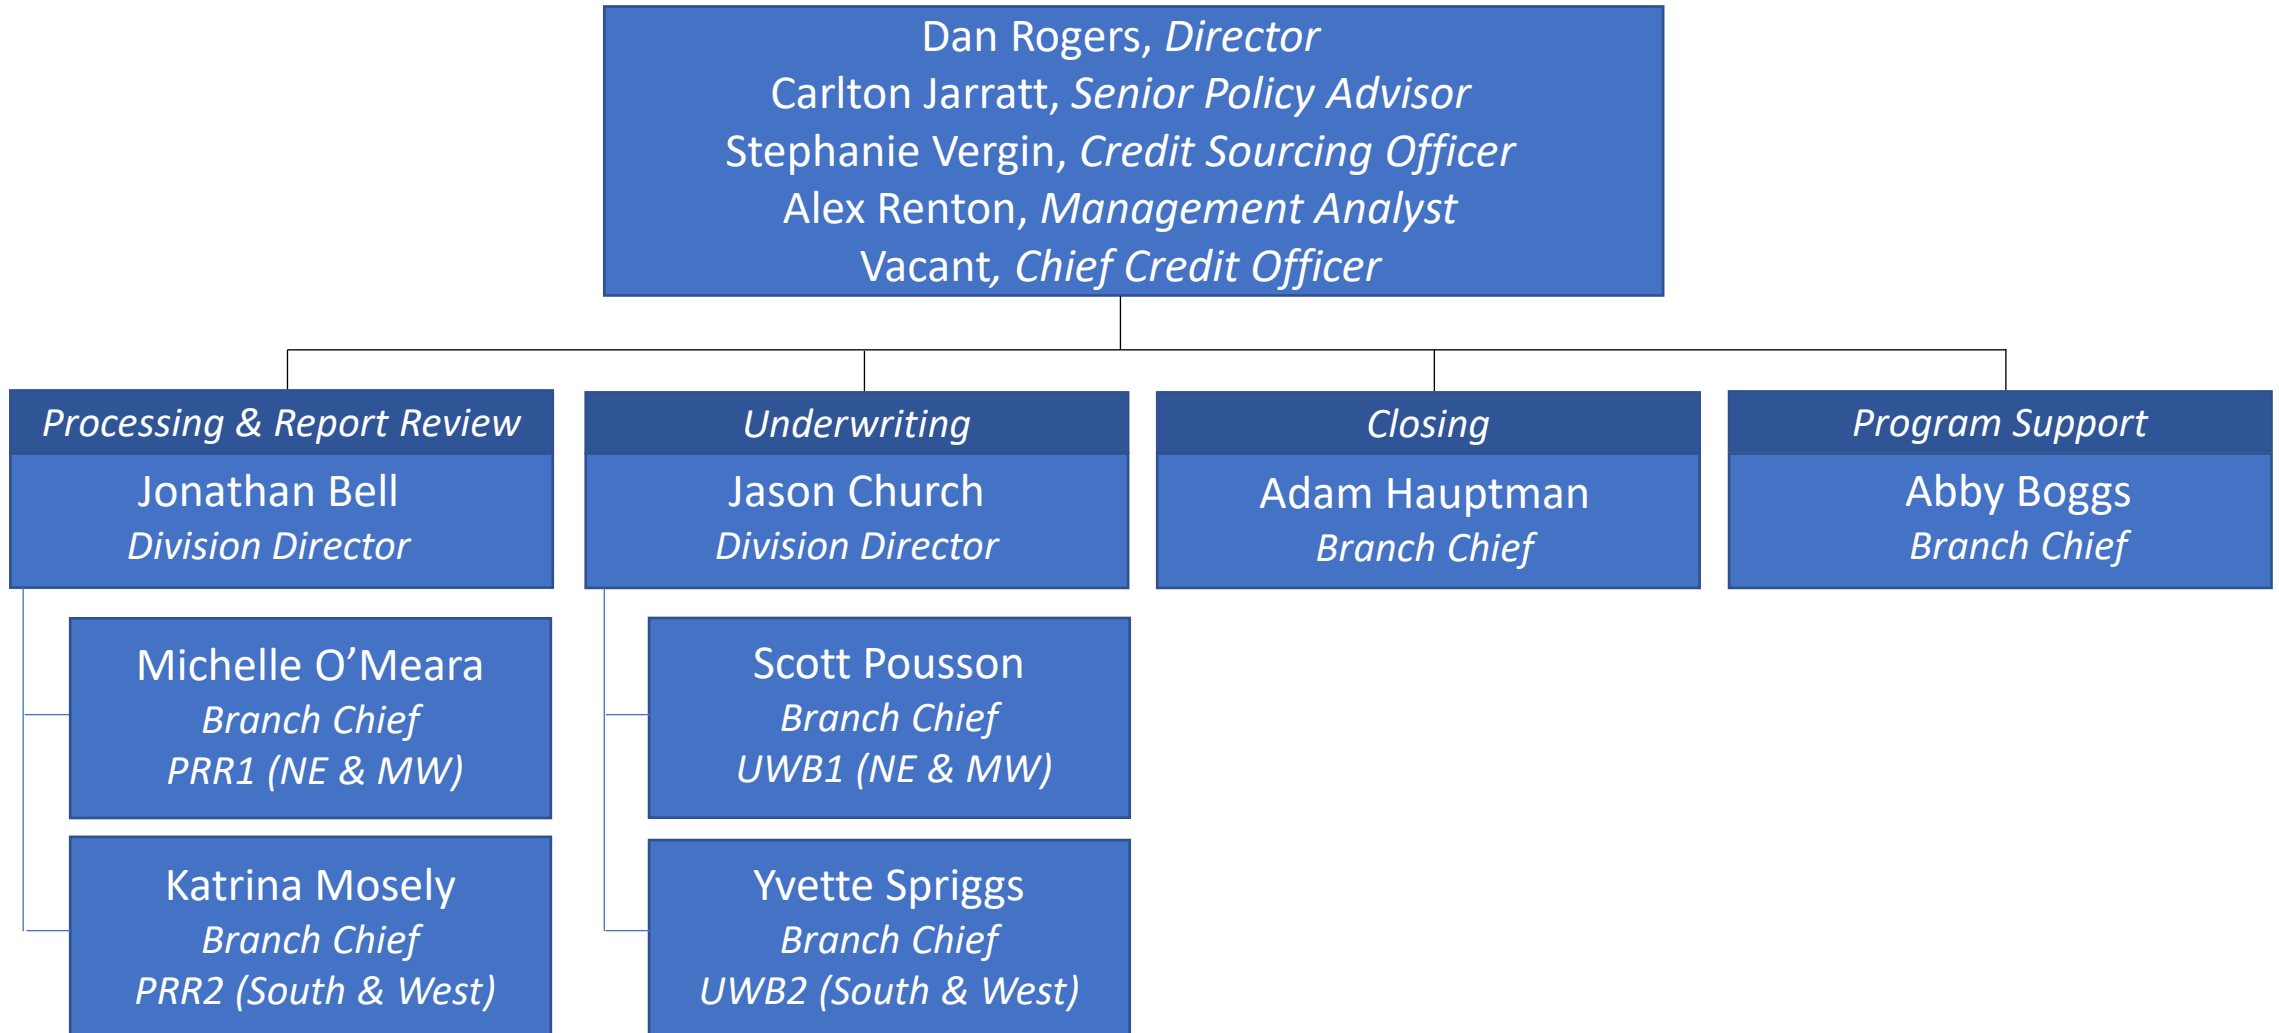 Dan Rogers, Director
Carlton Jarratt, Senior Policy Advisor
Stephanie Vergin, Credit Sourcing Officer
Alex Renton, Management Analyst
Vacant, Chief Credit Officer
Processing & Report Review
Jonathan Bell
Division Director
Michelle O’Meara
Branch Chief
PRR1 (NE & MW)
Katrina Mosely
Branch Chief
PRR2 (South & West)
Underwriting
Jason Church
Division Director
Scott Pousson
Branch Chief
UWB1 (NE & MW)
Yvette Spriggs
Branch Chief
UWB2 (South & West)
Closing
Adam Hauptman
Branch Chief
Program Support
Abby Boggs
Branch Chief